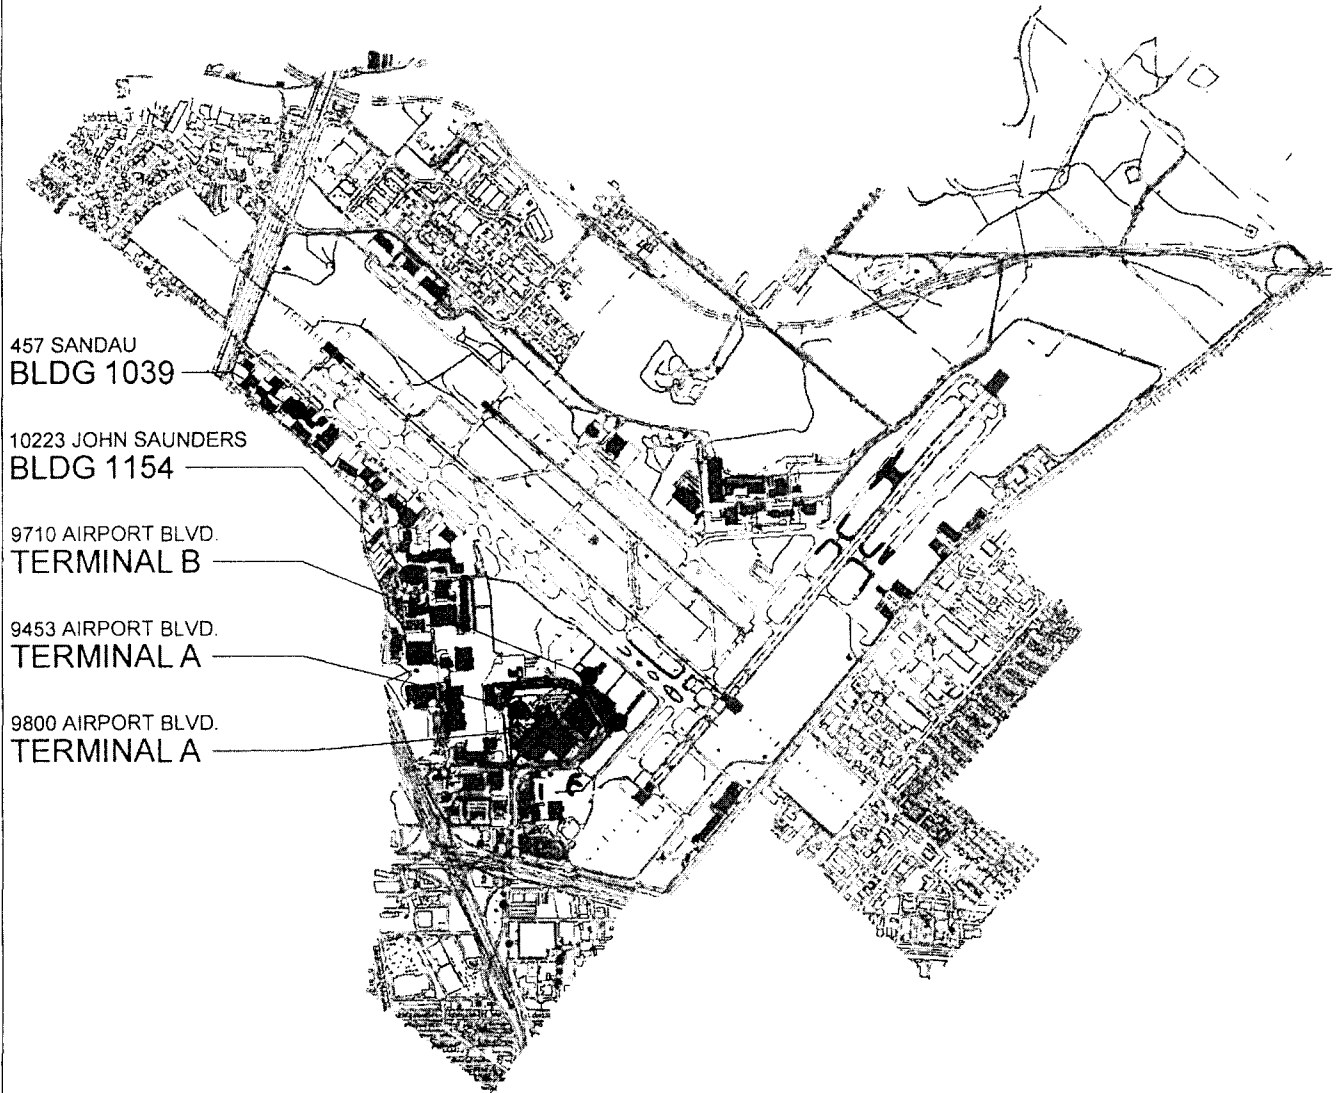 457 SANDAU
BLDG 1039
10223 JOHN SAUNDERS
BLDG 1154
9710 AIRPORT BLVD.
TERMINAL B
9453 AIRPORT BLVD.
TERMINAL A
9800 AIRPORT BLVD.
TERMINAL A